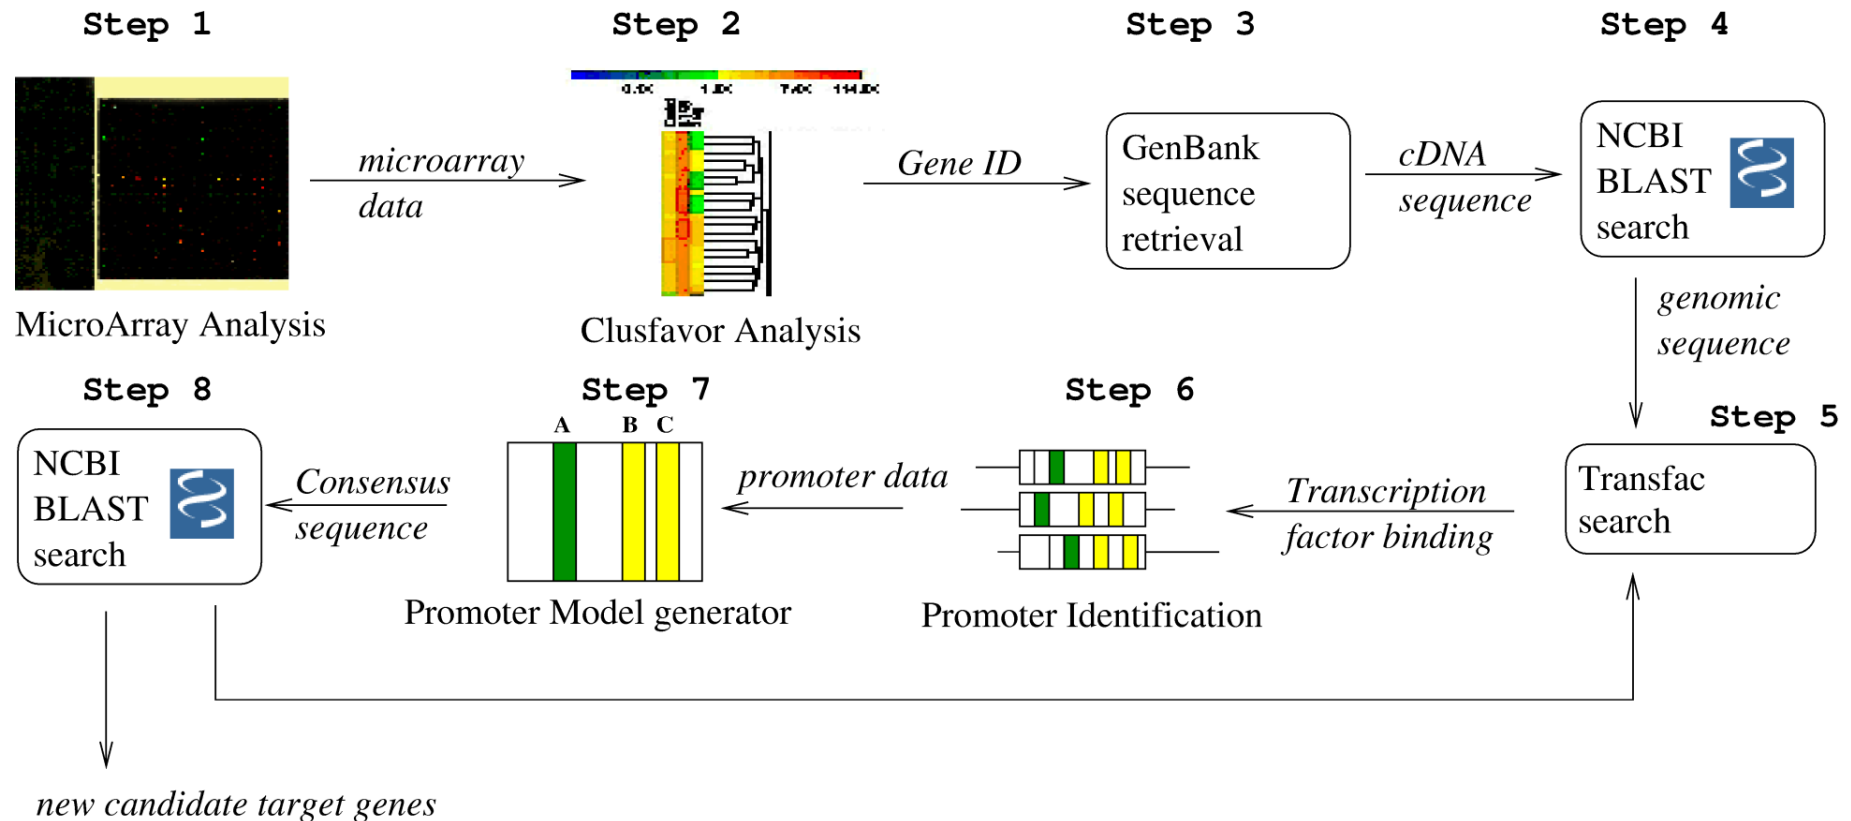 Step 1
Step 2
Step 3
Step 4
microarray
data
Gene ID
GenBank
sequence
retrieval
cDNA
sequence
NCBI
BLAST
search
MicroArray Analysis
Clusfavor Analysis
genomic
sequence
Step 8
Step 7
Step 6
Step 5
NCBI
BLAST
search
Consensus
sequence
A B C
promoter data
Transcription
factor binding
Transfac
search
Promoter Model generator
Promoter Identification
new candidate target genes